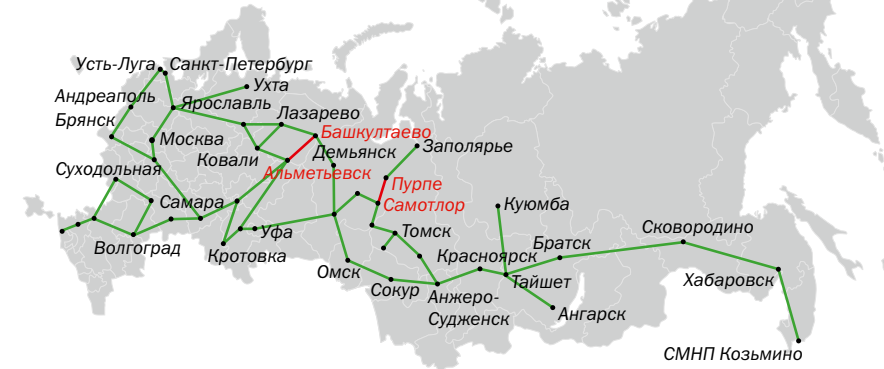 Усть-Луга
Санкт-Петербург
Ухта
Андреаполь
Ярославль
Лазарево
Брянск
Башкултаево
Москва
Ковали
Демьянск
Заполярье
Суходольная
Альметьевск
Пурпе
Самара
Самотлор
Куюмба
Волгоград
Уфа
Томск
Сковородино
Кротовка
Братск
Красноярск
Омск
Тайшет
Хабаровск
Сокур
Анжеро-
Судженск
Ангарск
СМНП Козьмино